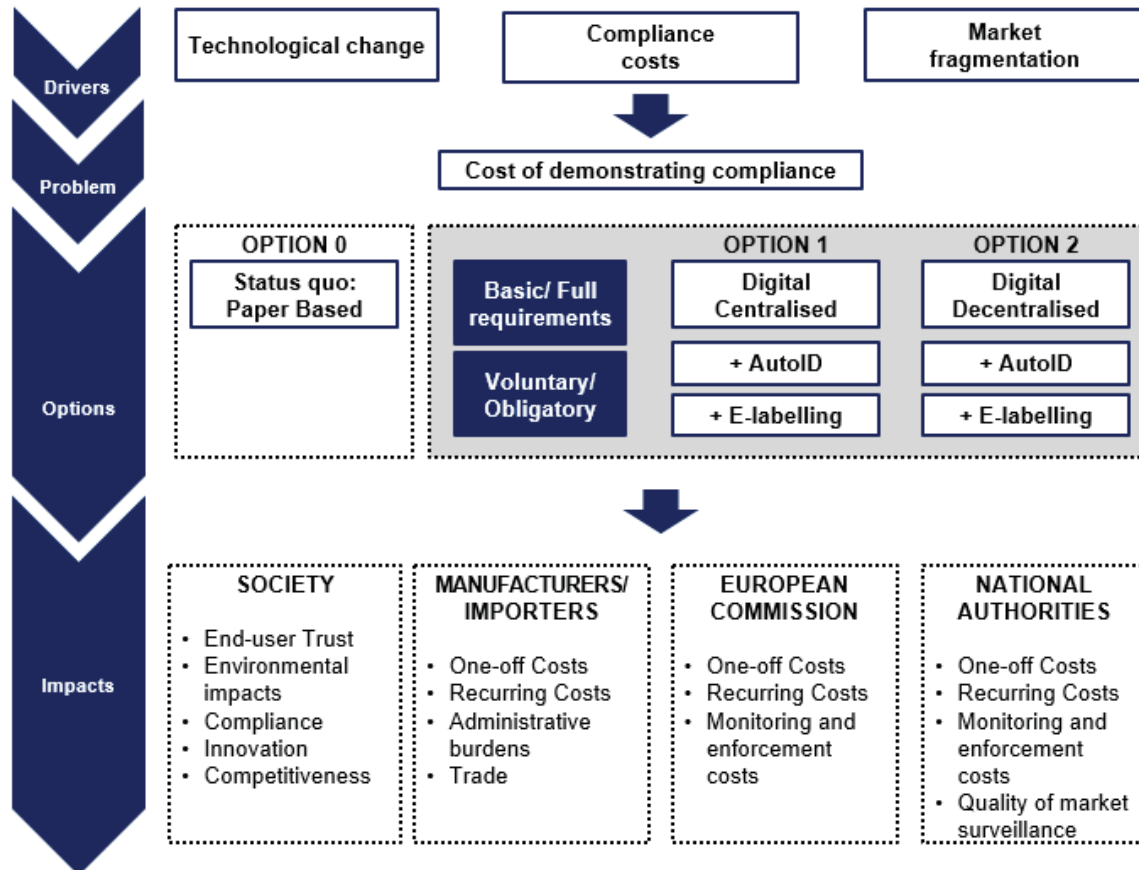 Drivers
Technological change
Compliance
costs
Market
fragmentation
Problem
Cost of demonstrating compliance
Options
OPTION 0
Status quo:
Paper Based
Basic/ Full
requirements
Voluntary/
Obligatory
OPTION 1
Digital
Centralised
+ AutoID
+ E-labelling
OPTION 2
Digital
Decentralised
+ AutoID
+ E-labelling
Impacts
SOCIETY
• End-user Trust
• Environmental
impacts
• Compliance
• Innovation
• Competitiveness
MANUFACTURERS/
IMPORTERS
• One-off Costs
• Recurring Costs
• Administrative
burdens
• Trade
EUROPEAN
COMMISSION
• One-off Costs
• Recurring Costs
• Monitoring and
enforcement
costs
NATIONAL
AUTHORITIES
• One-off Costs
• Recurring Costs
• Monitoring and
enforcement
costs
• Quality of market
surveillance